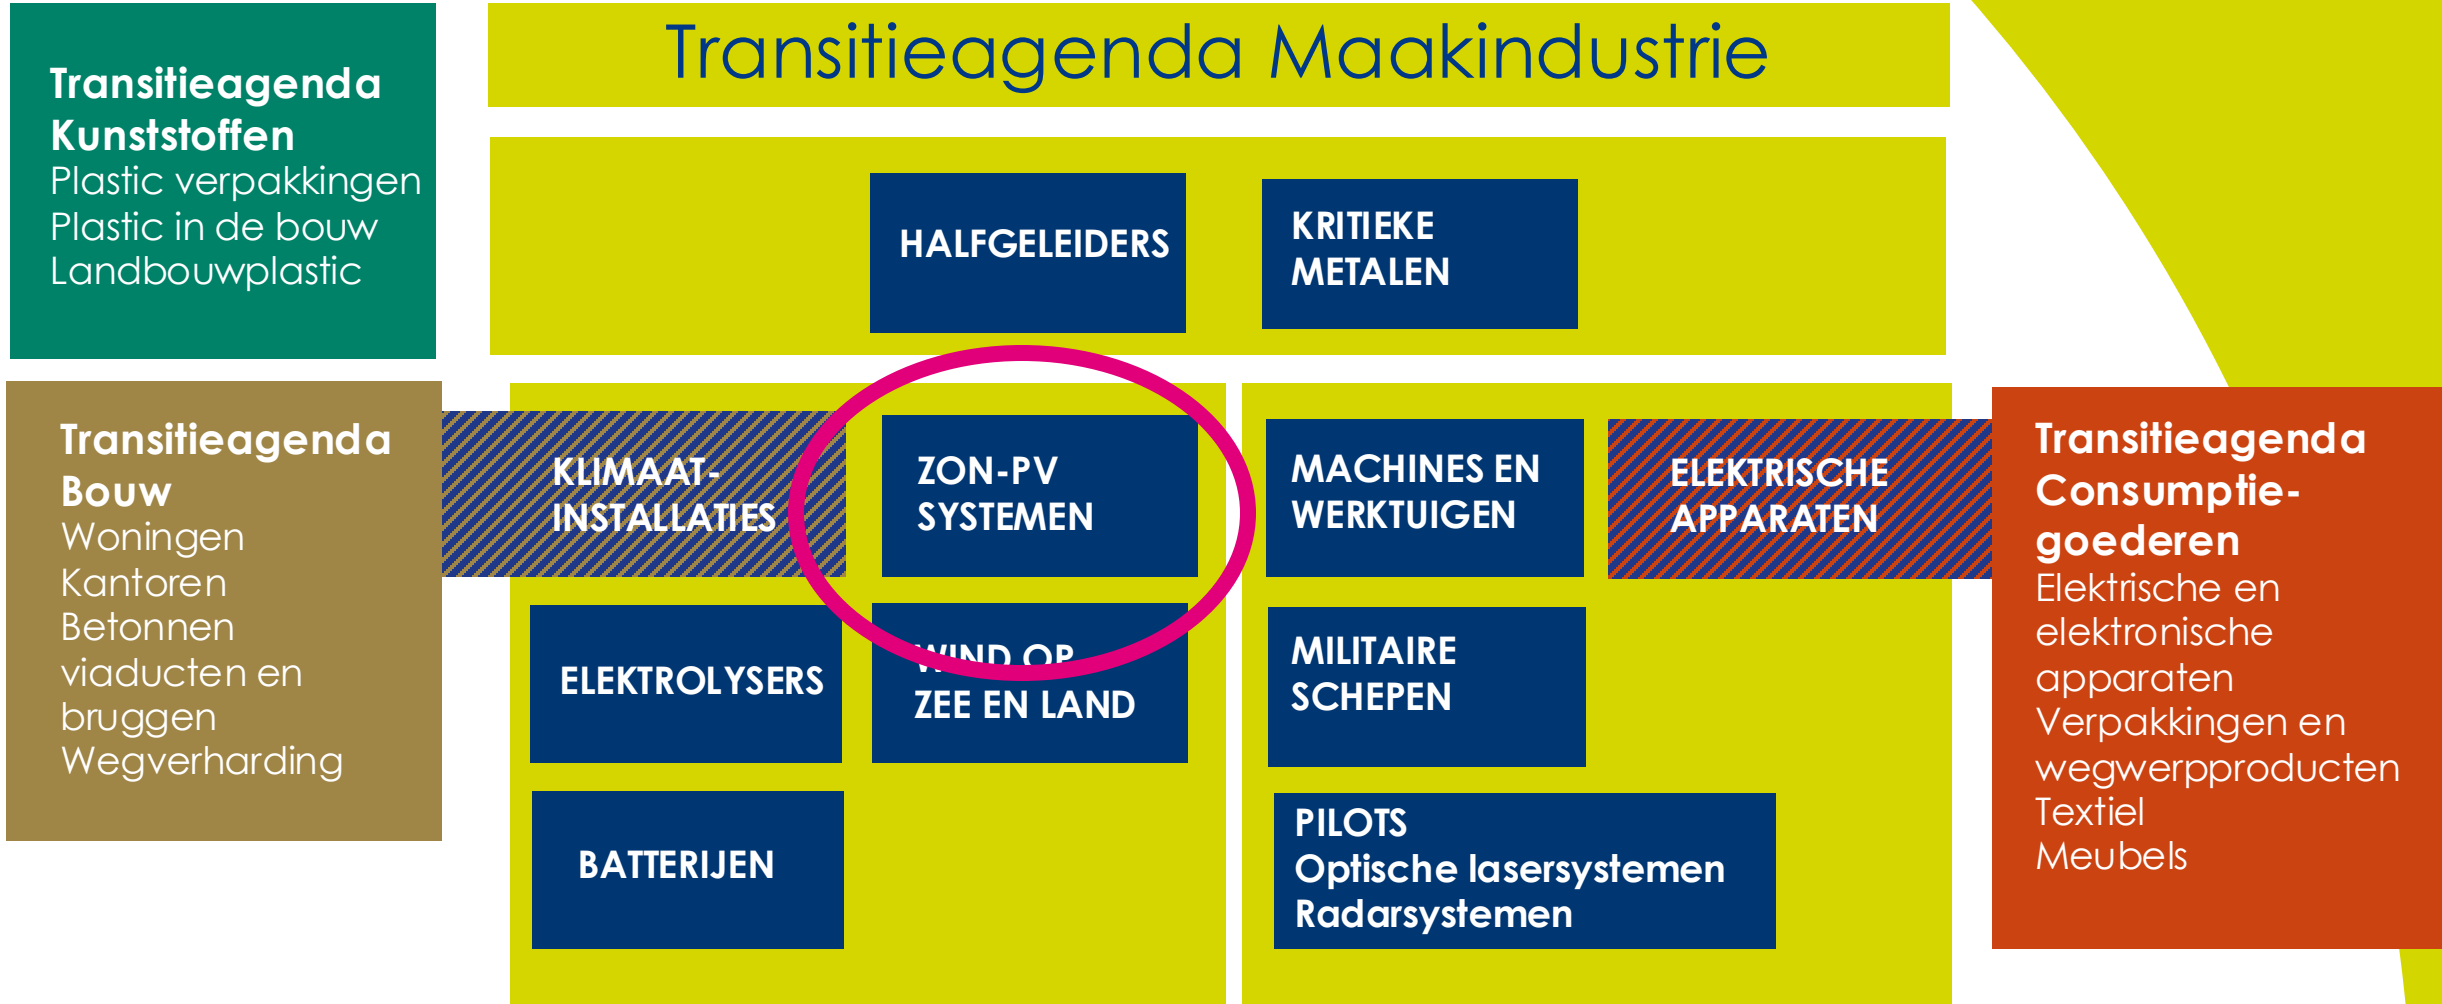 Transitieagenda Maakindustrie
Transitieagenda
Kunststoffen
Plastic verpakkingen
Plastic in de bouw
Landbouwplastic
HALFGELEIDERS
KRITIEKE
METALEN
Transitieagenda
Bouw
Woningen
Kantoren
Betonnen
viaducten en
bruggen
Wegverharding
KLIMAAT-
INSTALLATIES
ZON-PV
SYSTEMEN
ELEKTROLYSERS
WIND OP
ZEE EN LAND
BATTERIJEN
MACHINES EN
WERKTUIGEN
ELEKTRISCHE
APPARATEN
MILITAIRE
SCHEPEN
PILOTS
Optische lasersystemen
Radarsystemen
Transitieagenda
Consumptie-
goederen
Elektrische en
elektronische
apparaten
Verpakkingen en
wegwerpproducten
Textiel
Meubels